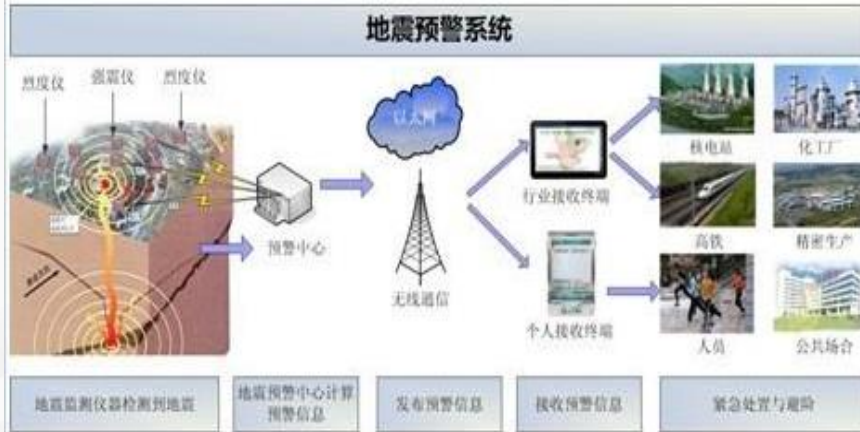 地震预警系统
烈度仪
强震仪
烈度仪
以太网
预警中心
无线通信
行业接收终端
个人接收终端
核电站
化工厂
高铁
精密生产
人员
公共场合
地震监测仪器检测到地震
地震预警中心计算
预警信息
发布预警信息
接收预警信息
紧急处置与避险